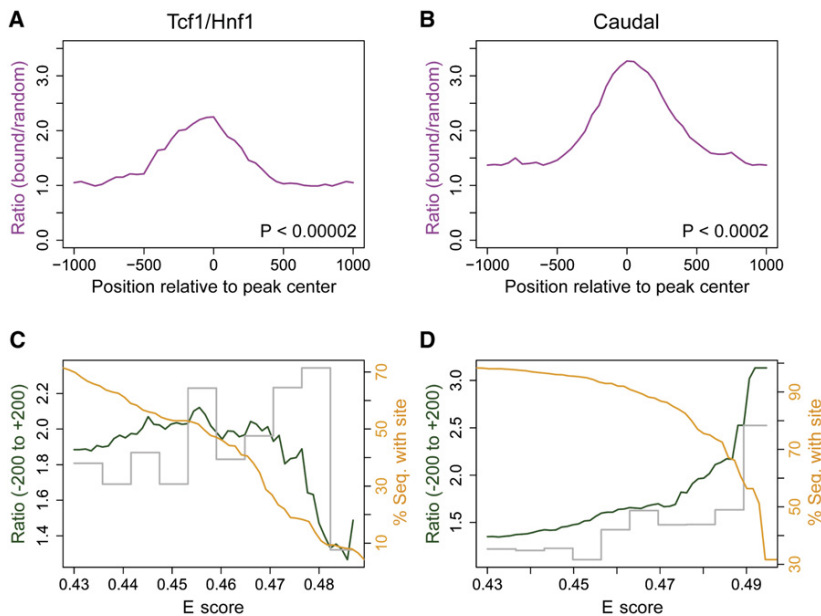 A
Tcf1/Hnf1
Ratio (bound/random)
3.0
2.0
1.0
0.0
P < 0.00002
−1000 −500 0 500 1000
Position relative to peak center
B
Caudal
Ratio (bound/random)
3.0
2.0
1.0
0.0
P < 0.0002
−1000 −500 0 500 1000
Position relative to peak center
C
Ratio (-200 to +200)
2.2
2.0
1.8
1.6
1.4
70
50
30
10
% Seq. with site
0.43 0.44 0.45 0.46 0.47 0.48
E score
D
Ratio (-200 to +200)
3.0
2.5
2.0
1.5
90
70
50
30
% Seq. with site
0.43 0.45 0.47 0.49
E score